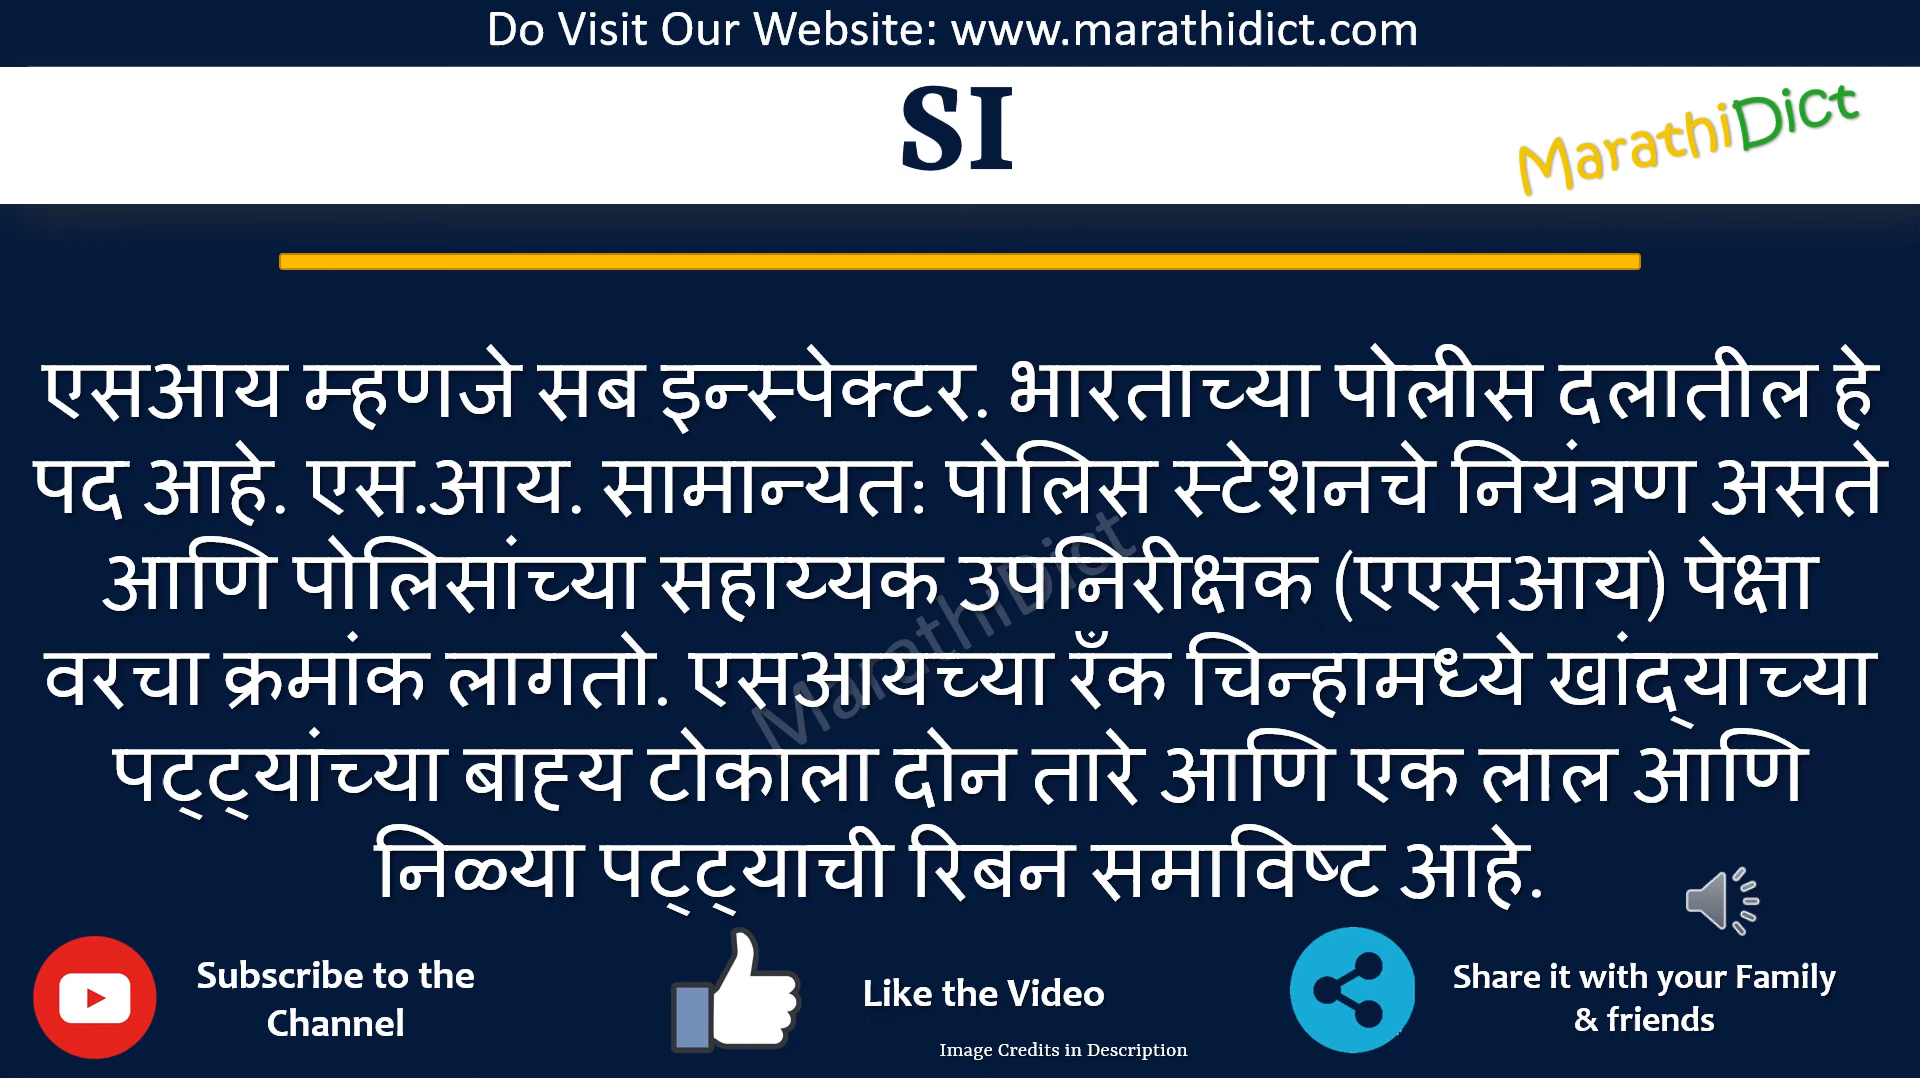 Do Visit Our Website: www.marathidict.com
SI
MarathiDict
एसआय म्हणजे सब इन्स्पेक्टर. भारताच्या पोलीस दलातील हे
पद आहे. एस.आय. सामान्यतः पोलिस स्टेशनचे नियंत्रण असते
आणि पोलिसांच्या सहाय्यक उपनिरीक्षक (एएसआय) पेक्षा
वरचा क्रमांक लागतो. एसआयच्या रँक चिन्हामध्ये खांद्याच्या
पट्ट्यांच्या बाह्य टोकाला दोन तारे आणि एक लाल आणि
निळ्या पट्ट्याची रिबन समाविष्ट आहे.
MarathiDict
Subscribe to the
Channel
Like the Video
Share it with your Family
& friends
Image Credits in Description